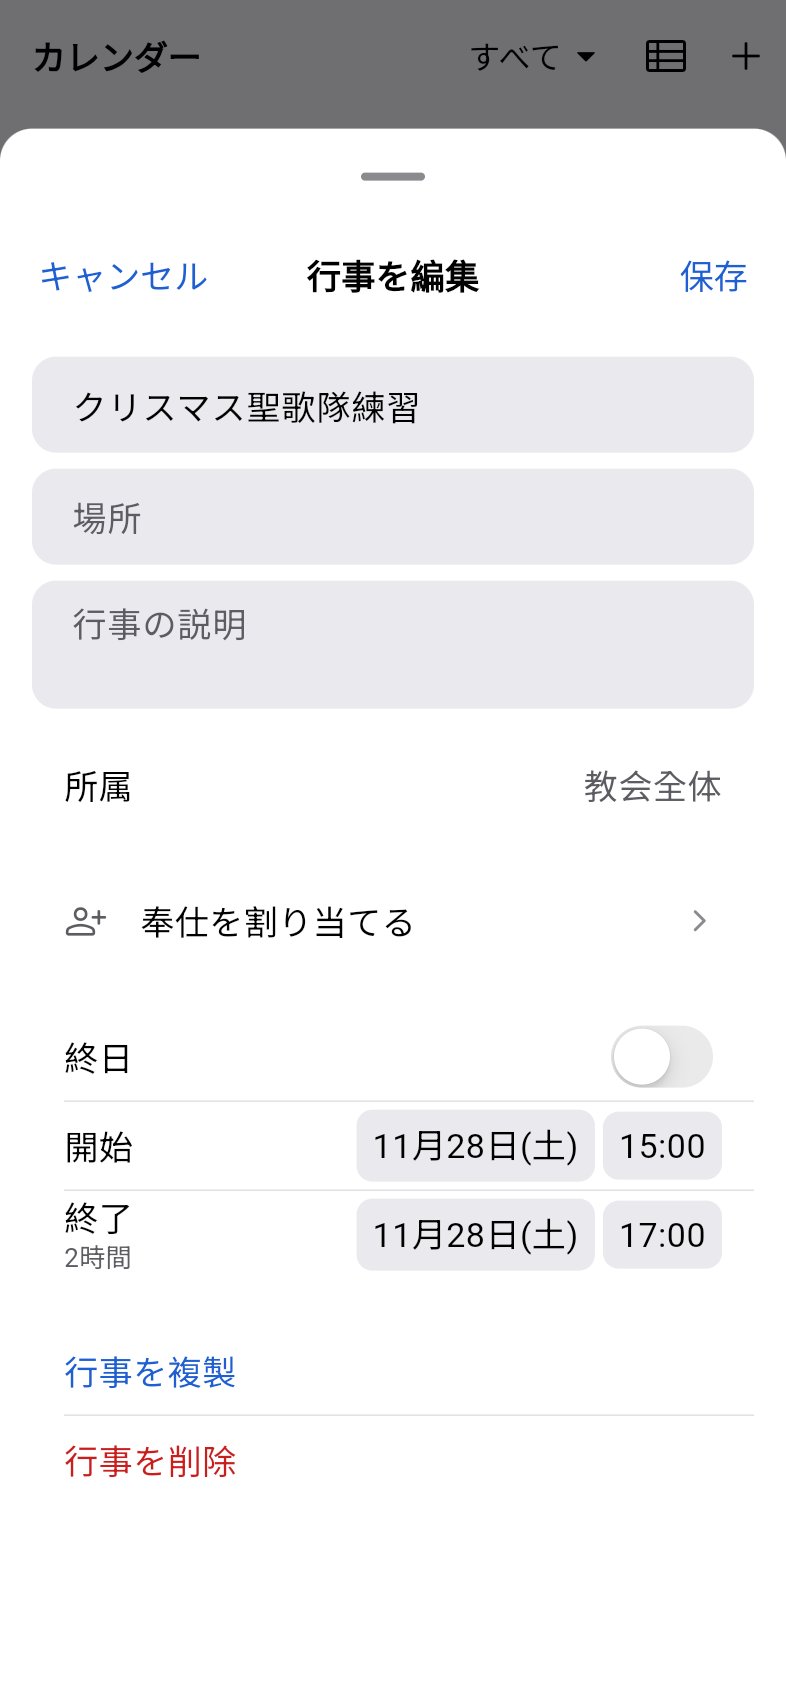 カレンダー すべて
キャンセル 行事を編集 保存
クリスマス聖歌隊練習
場所
行事の説明
所属 教会全体
奉仕を割り当てる
終日
開始 11月28日(土) 15:00
終了 11月28日(土) 17:00
2時間
行事を複製
行事を削除